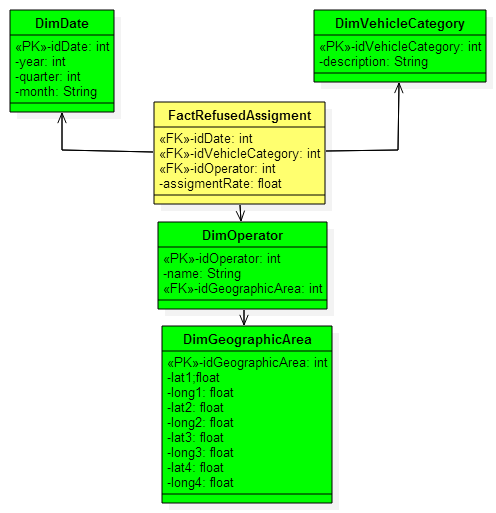 DimDate
«PK»-idDate: int
-year: int
-quarter: int
-month: String
DimVehicleCategory
«PK»-idVehicleCategory: int
-description: String
FactRefusedAssigment
«FK»-idDate: int
«FK»-idVehicleCategory: int
«FK»-idOperator: int
-assigmentRate: float
DimOperator
«PK»-idOperator: int
-name: String
«FK»-idGeographicArea: int
DimGeographicArea
«PK»-idGeographicArea: int
-lat1;float
-long1: float
-lat2: float
-long2: float
-lat3: float
-long3: float
-lat4: float
-long4: float